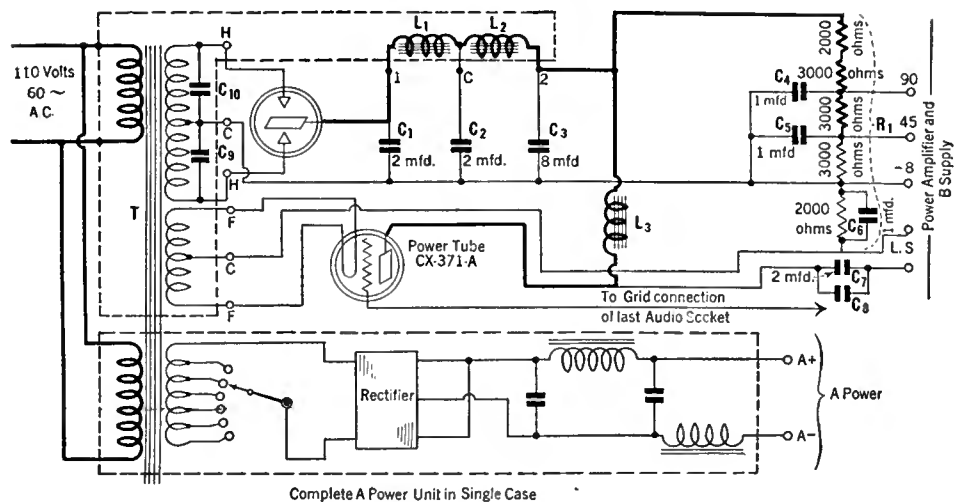 110 Volts
60 ~
A.C.
T
H
C10
C
C9
H
F
C
F
L1
L2
1
C
2
C1
2 mfd.
C2
2 mfd.
C3
8 mfd
L3
Power Tube
CX-371-A
To Grid connection
of last Audio Socket
2000
ohms
3000 ohms
3000
ohms
3000
ohms
2000
ohms
C4
1 mfd
C5
1 mfd
R1
C6
1 mfd.
90
45
-8
L.S
2 mfd.
C7
C8
Power Amplifier and
B Supply
Rectifier
A+
A-
A Power
Complete A Power Unit in Single Case